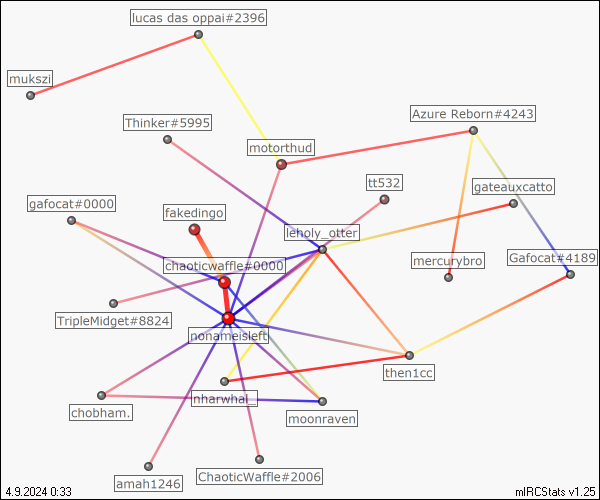 lucas das oppai#2396
mukszi
Azure Reborn#4243
Thinker#5995
motorthud
tt532
gateauxcatto
gafocat#0000
fakedingo
leholy_otter
chaoticwaffle#0000
mercurybro
Gafocat#4189
TripleMidget#8824
nonameisleft
then1cc
nharwhal_
chobham.
moonraven
amah1246
ChaoticWaffle#2006
4.9.2024 0:33
mIRCStats v1.25